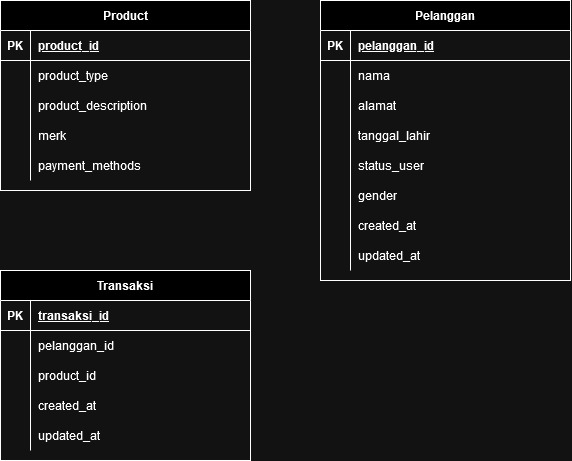 Product
PK product_id
product_type
product_description
merk
payment_methods
Pelanggan
PK pelanggan_id
nama
alamat
tanggal_lahir
status_user
gender
created_at
updated_at
Transaksi
PK transaksi_id
pelanggan_id
product_id
created_at
updated_at